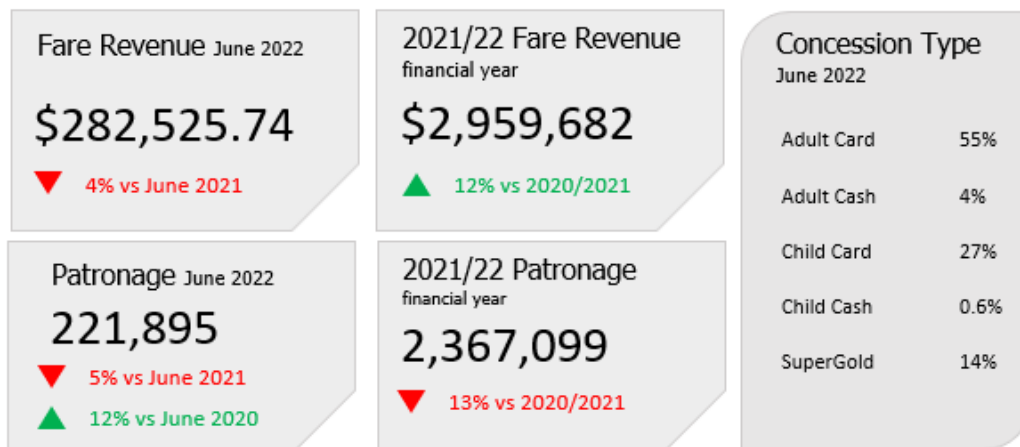 Fare Revenue June 2022
$282,525.74
4% vs June 2021
2021/22 Fare Revenue
financial year
$2,959,682
12% vs 2020/2021
Patronage June 2022
221,895
5% vs June 2021
12% vs June 2020
2021/22 Patronage
financial year
2,367,099
13% vs 2020/2021
Concession Type
June 2022
Adult Card 55%
Adult Cash 4%
Child Card 27%
Child Cash 0.6%
SuperGold 14%